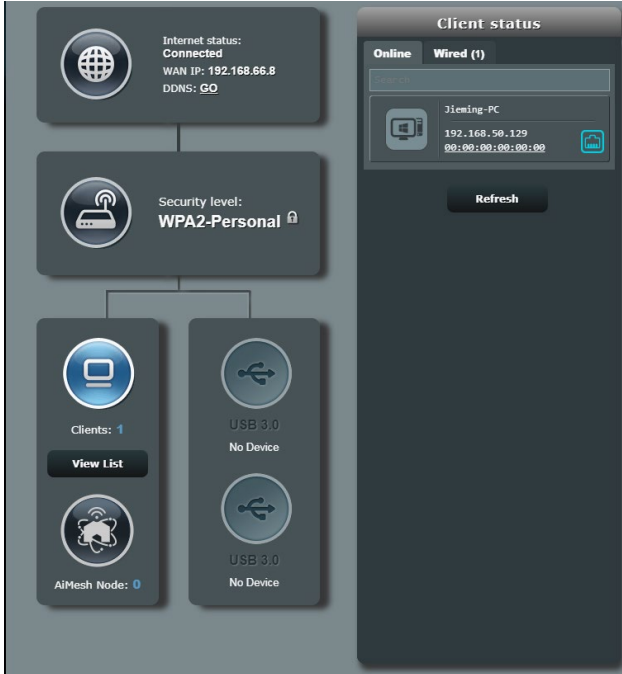 Internet status:
Connected
WAN IP: 192.168.66.8
DDNS: GO
Security level:
WPA2-Personal
Clients: 1
View List
AiMesh Node: 0
USB 3.0
No Device
USB 3.0
No Device
Client status
Online Wired (1)
Search
Jieming-PC
192.168.50.129
00:00:00:00:00:00
Refresh